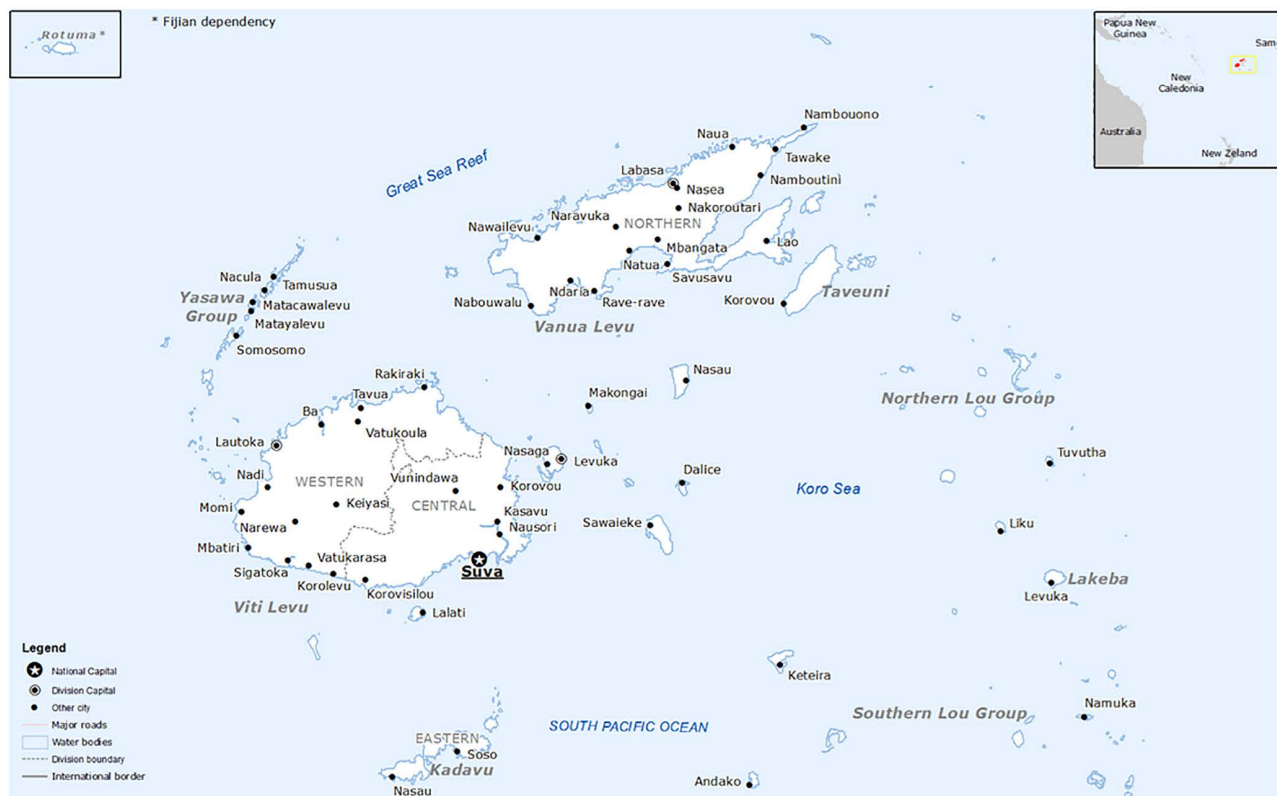 * Fijian dependency
Rotuma*
Papua New
Guinea
Sam
New
Caledonia
Australia
New Zeland
Great Sea Reef
Nambouono
Naua
Tawake
Labasa
Namboutini
Nasea
Nakoroutari
Naravuka
NORTHERN
Nawailevu
Mbangata
Lao
Natua
Savusavu
Nacula
Tamusua
Ndaria
Rave-rave
Taveuni
Yasawa
Group
Matacawalevu
Nabouwalu
Korovou
Matayalevu
Vanua Levu
Somosomo
Rakiraki
Nasau
Tavua
Makongai
Northern Lou Group
Ba
Vatukoula
Lautoka
Nasaga
Levuka
Tuvutha
Nadi
WESTERN
Vunindawa
Dalice
Koro Sea
Korovou
Momi
Keiyasi
CENTRAL
Kasavu
Narewa
Sawaieke
Nausori
Liku
Mbatiri
Vatukarasa
Sigatoka
Suva
Korolevu
Korovisilou
Lakeba
Levuka
Viti Levu
Lalati
Legend
National Capital
Division Capital
Other city
Major roads
Water bodies
Division boundary
International border
Keteira
Southern Lou Group
Namuka
SOUTH PACIFIC OCEAN
EASTERN
Soso
Kadavu
Nasau
Andako